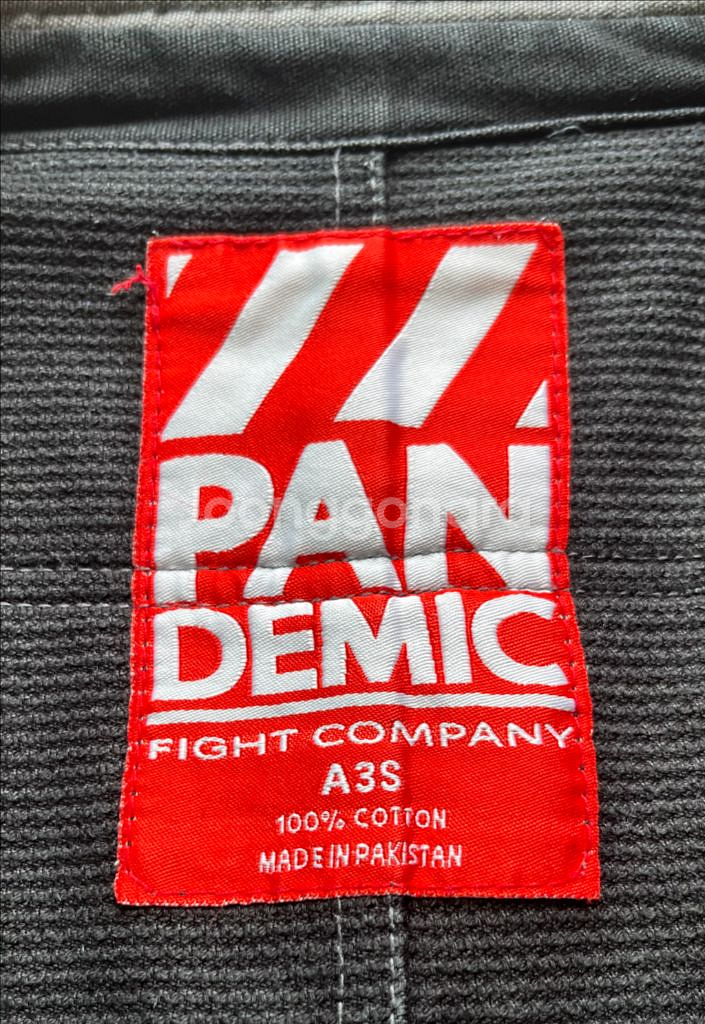 PAN
DEMIC
FIGHT COMPANY
A3S
100% COTTON
MADE IN PAKISTAN